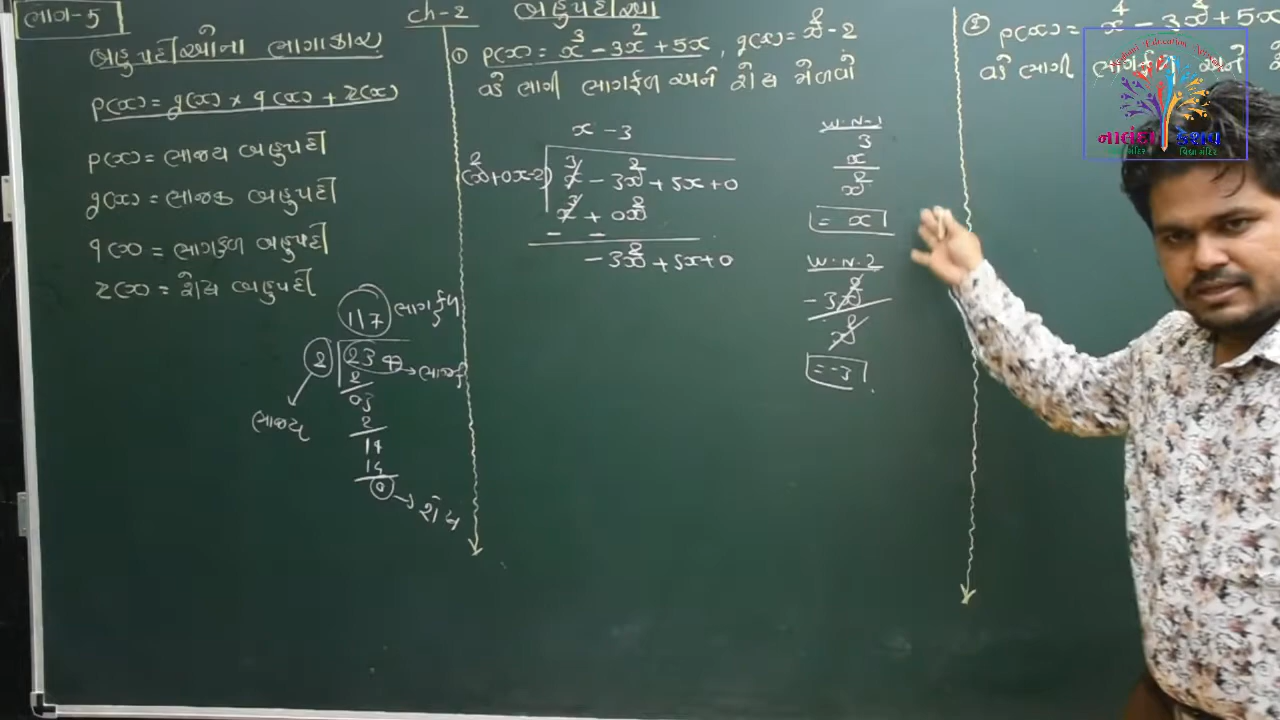 ભાગ-5
ch-2 બહુપદીઓ
બહુપદીઓના ભાગાકાર
p(x) = g(x) × q(x) + r(x)
p(x) = ભાજ્ય બહુપદી
g(x) = ભાજક બહુપદી
q(x) = ભાગફળ બહુપદી
r(x) = શેષ બહુપદી
117 ભાગફળ
2 234 → ભાજક
2
03
2
14
14
0 → શેષ
ભાજ્ય
① p(x) = x³ - 3x² + 5x, g(x) = x² - 2
વડે ભાગી ભાગફળ અને શેષ મેળવો
x - 3
(x²+0x-2) x³ - 3x² + 5x + 0
x³ + 0x²
- -
- 3x² + 5x + 0
W.N-1
x³
x²
= x
W.N-2
- 3x²
x²
= -3
② p(x) = x⁴ - 3x² + 5x
વડે ભાગી ભાગફળ અને
નાલંદા કેશવ
વિદ્યા મંદિર